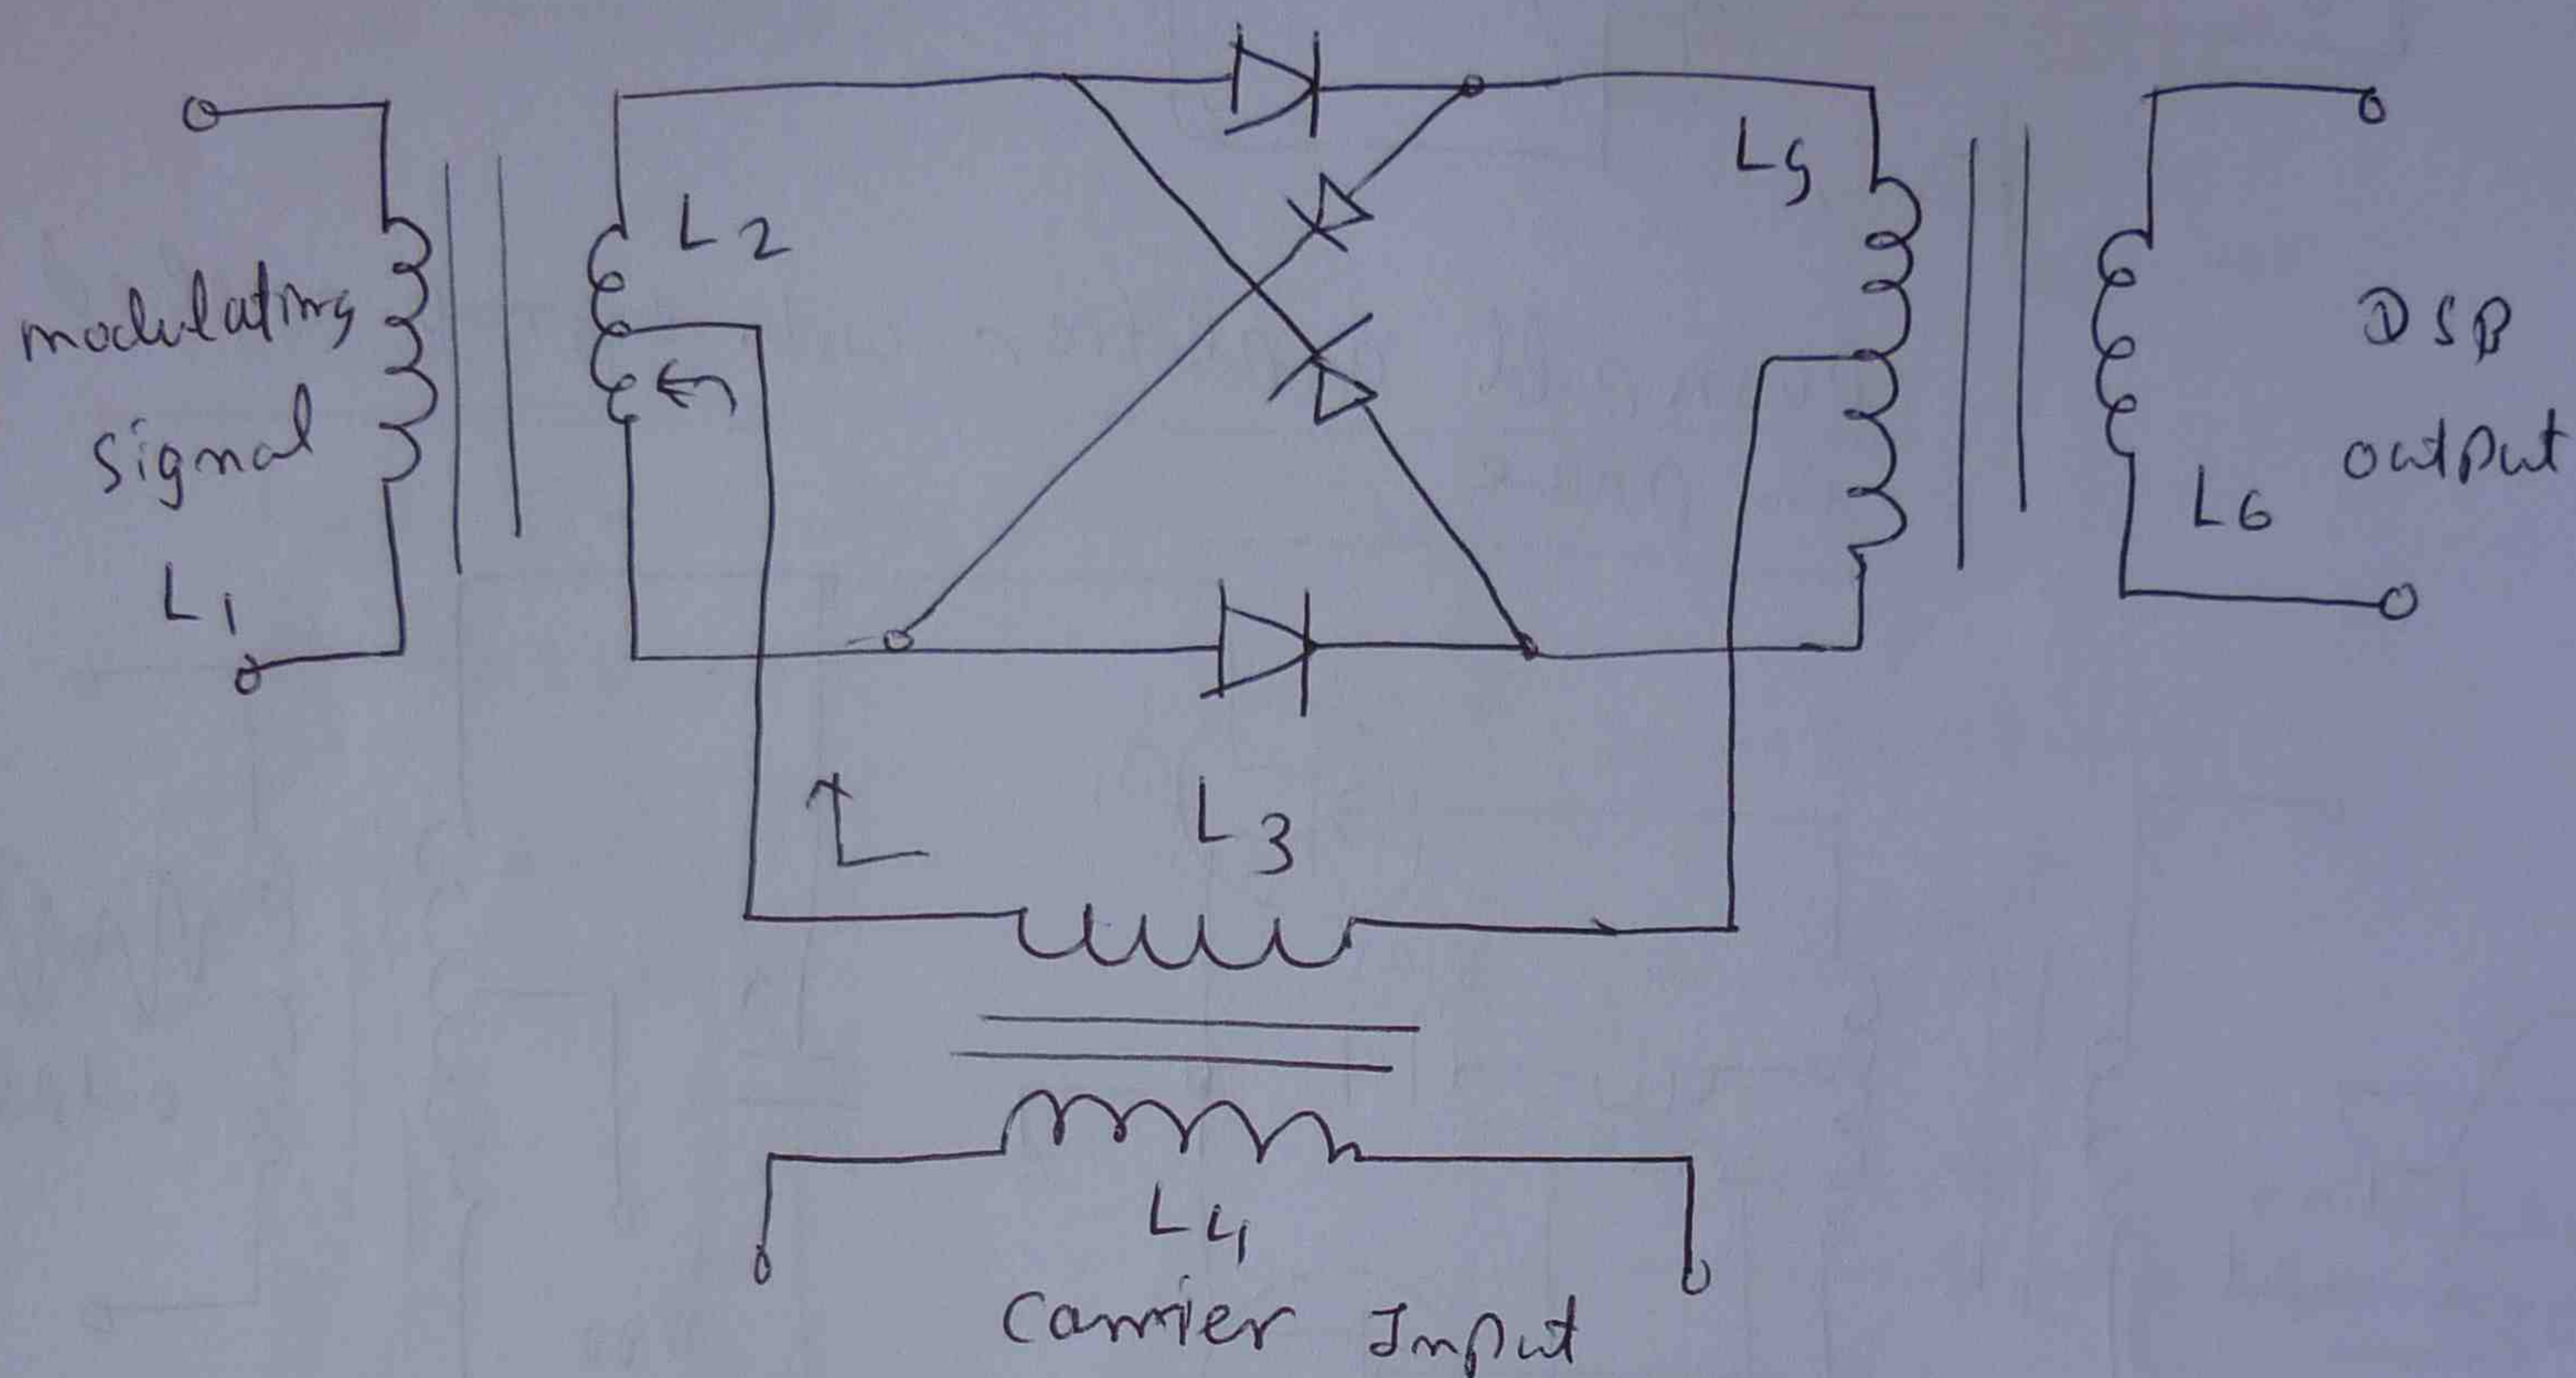 L5
L2
modulating
signal
DSB
output
L6
L1
L3
L4
Carrier Input